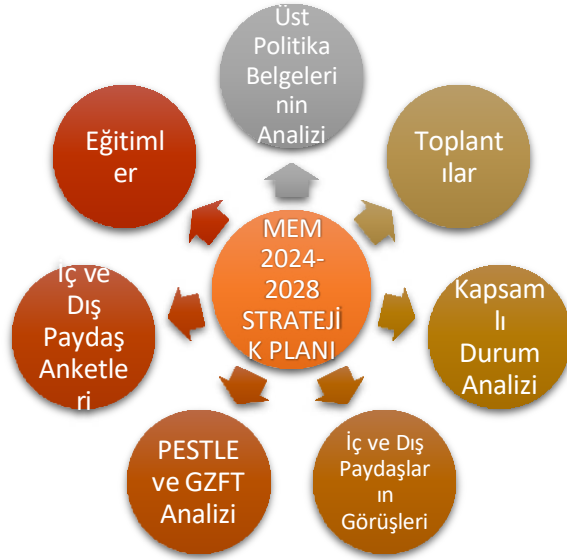 Üst
Politika
Belgeleri
nin
Analizi
Toplant
ılar
Kapsam
lı
Durum
Analizi
İç ve Dış
Paydaşlar
ın
Görüşleri
PESTLE
ve GZFT
Analizi
İç ve
Dış
Paydaş
Anketle
ri
Eğitiml
er
MEM
2024-
2028
STRATEJİ
K PLANI